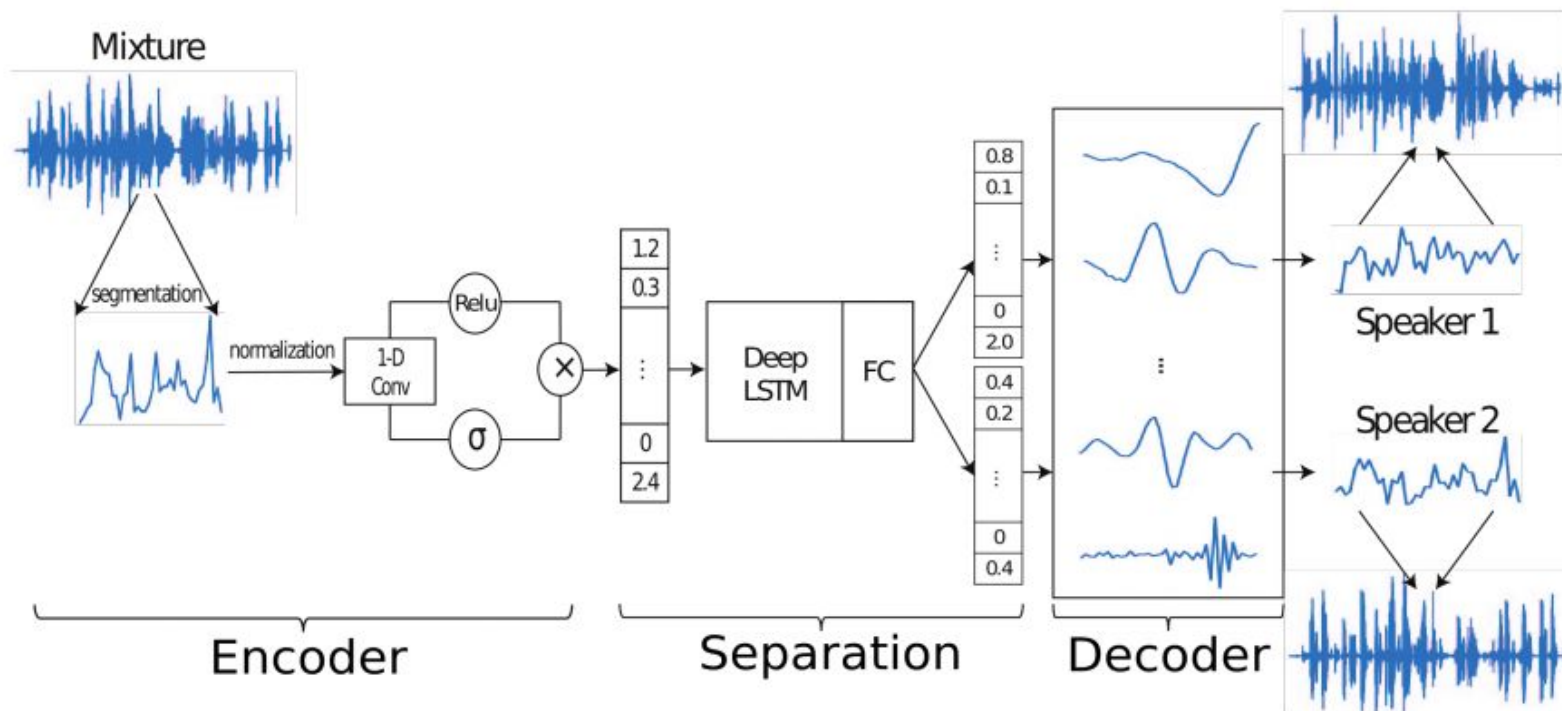 Mixture
segmentation
normalization
1-D
Conv
Relu
σ
×
1.2
0.3
⋮
0
2.4
Deep
LSTM
FC
0.8
0.1
⋮
0
2.0
0.4
0.2
⋮
0
0.4
...
Speaker 1
Speaker 2
Encoder
Separation
Decoder